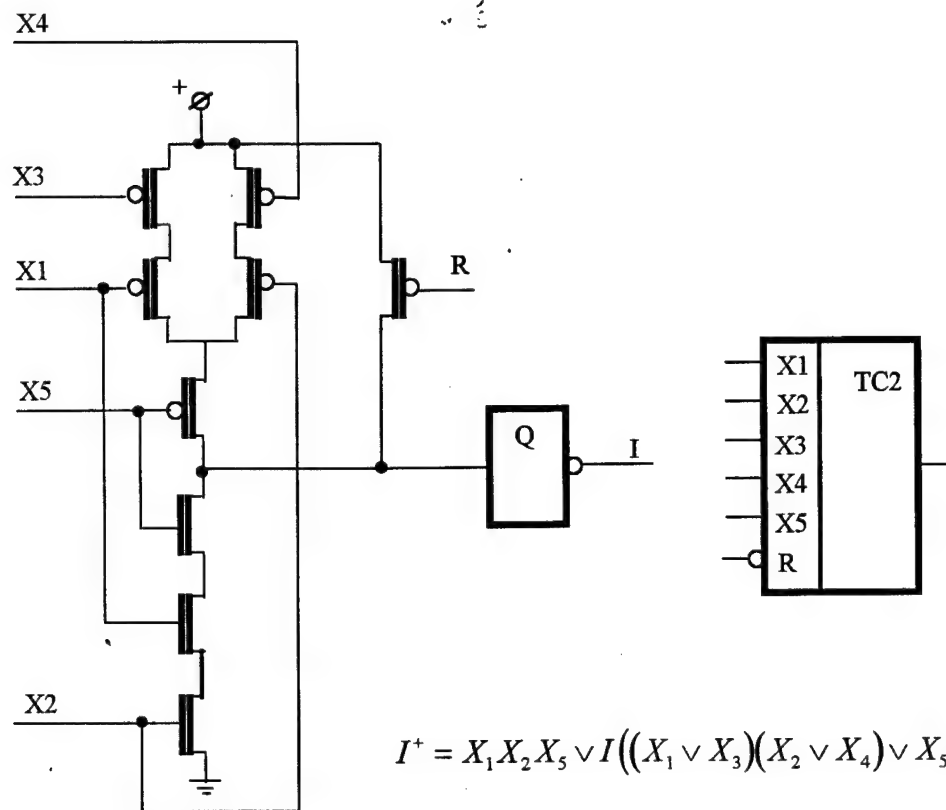 X4
+
X3
X1
R
X5
Q
I
X2
X1
X2
X3
X4
X5
R
TC2
I⁺ = X₁X₂X₅ ∨ I((X₁ ∨ X₃)(X₂ ∨ X₄) ∨ X₅